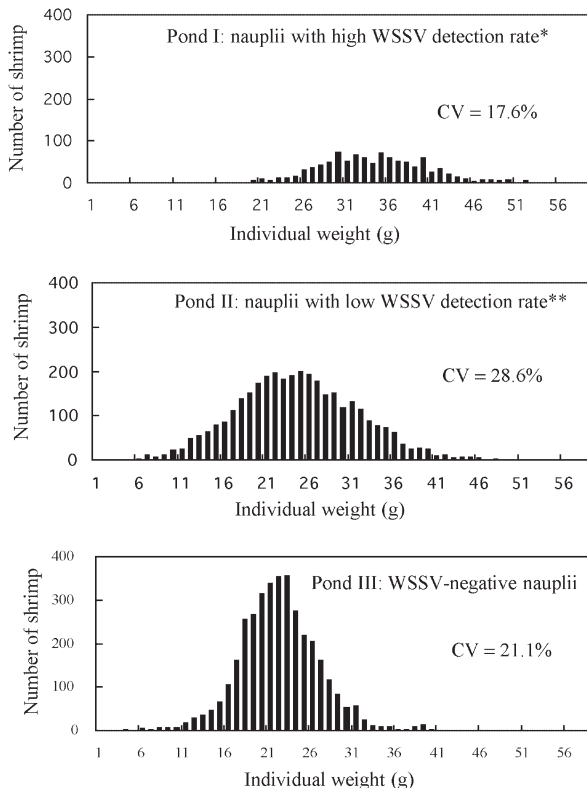 Pond I: nauplii with high WSSV detection rate*
CV = 17.6%
Number of shrimp
400
300
200
100
0
1 6 11 16 21 26 31 36 41 46 51 56
Individual weight (g)
Pond II: nauplii with low WSSV detection rate**
CV = 28.6%
Number of shrimp
400
300
200
100
0
1 6 11 16 21 26 31 36 41 46 51 56
Individual weight (g)
Pond III: WSSV-negative nauplii
CV = 21.1%
Number of shrimp
400
300
200
100
0
1 6 11 16 21 26 31 36 41 46 51 56
Individual weight (g)